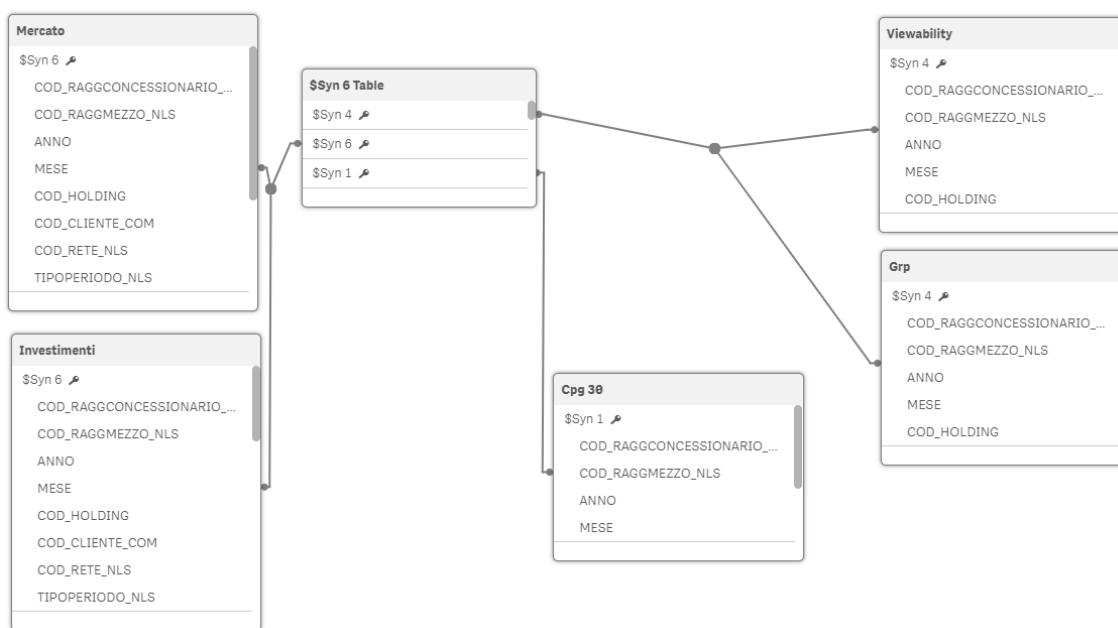 Mercato
$Syn 6
COD_RAGGCONCESSIONARIO_...
COD_RAGGMEZZO_NLS
ANNO
MESE
COD_HOLDING
COD_CLIENTE_COM
COD_RETE_NLS
TIPOPERIODO_NLS
Investimenti
$Syn 6
COD_RAGGCONCESSIONARIO_...
COD_RAGGMEZZO_NLS
ANNO
MESE
COD_HOLDING
COD_CLIENTE_COM
COD_RETE_NLS
TIPOPERIODO_NLS
$Syn 6 Table
$Syn 4
$Syn 6
$Syn 1
Cpg 30
$Syn 1
COD_RAGGCONCESSIONARIO_...
COD_RAGGMEZZO_NLS
ANNO
MESE
Viewability
$Syn 4
COD_RAGGCONCESSIONARIO_...
COD_RAGGMEZZO_NLS
ANNO
MESE
COD_HOLDING
Grp
$Syn 4
COD_RAGGCONCESSIONARIO_...
COD_RAGGMEZZO_NLS
ANNO
MESE
COD_HOLDING